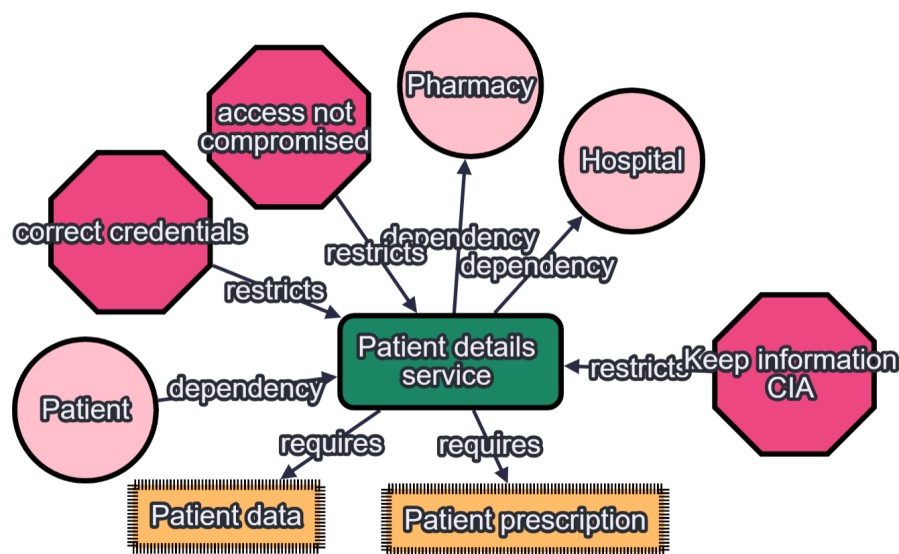 Pharmacy
access not
compromised
Hospital
correct credentials
dependency
restricts
dependency
restricts
Patient details
service
restricts
Keep information
CIA
Patient
dependency
requires
requires
Patient data
Patient prescription